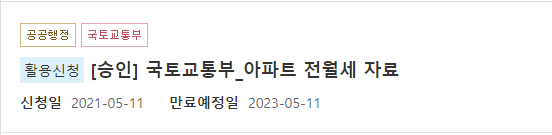 공공행정 국토교통부
활용신청 [승인] 국토교통부_아파트 전월세 자료
신청일 2021-05-11 만료예정일 2023-05-11